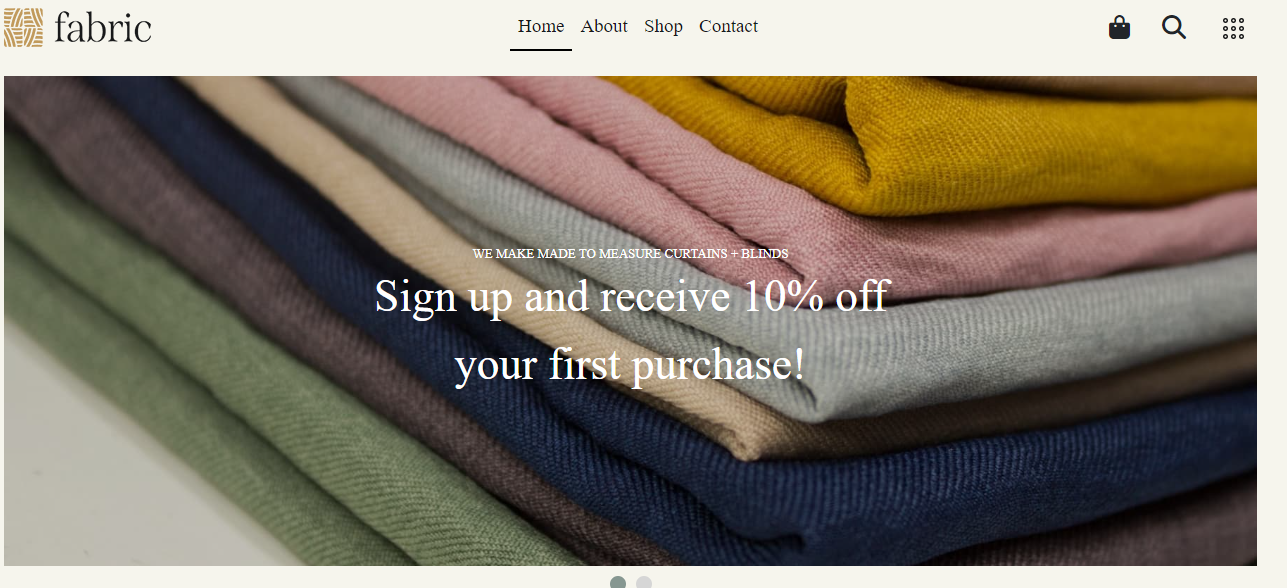 fabric
Home About Shop Contact
WE MAKE MADE TO MEASURE CURTAINS + BLINDS
Sign up and receive 10% off
your first purchase!